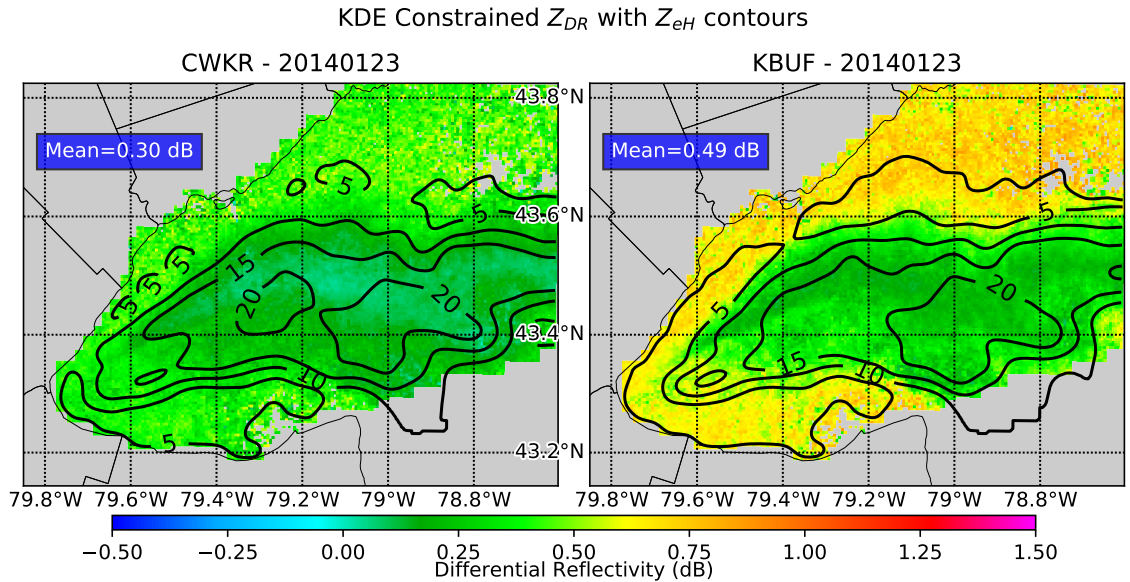 KDE Constrained Z_DR with Z_eH contours
CWKR - 20140123
KBUF - 20140123
Mean=0.30 dB
Mean=0.49 dB
43.8°N
43.6°N
43.4°N
43.2°N
5
5
5
5
5
15
20
20
10
5
5
5
20
15
10
79.8°W 79.6°W 79.4°W 79.2°W 79°W 78.8°W
79.8°W 79.6°W 79.4°W 79.2°W 79°W 78.8°W
−0.50 −0.25 0.00 0.25 0.50 0.75 1.00 1.25 1.50
Differential Reflectivity (dB)